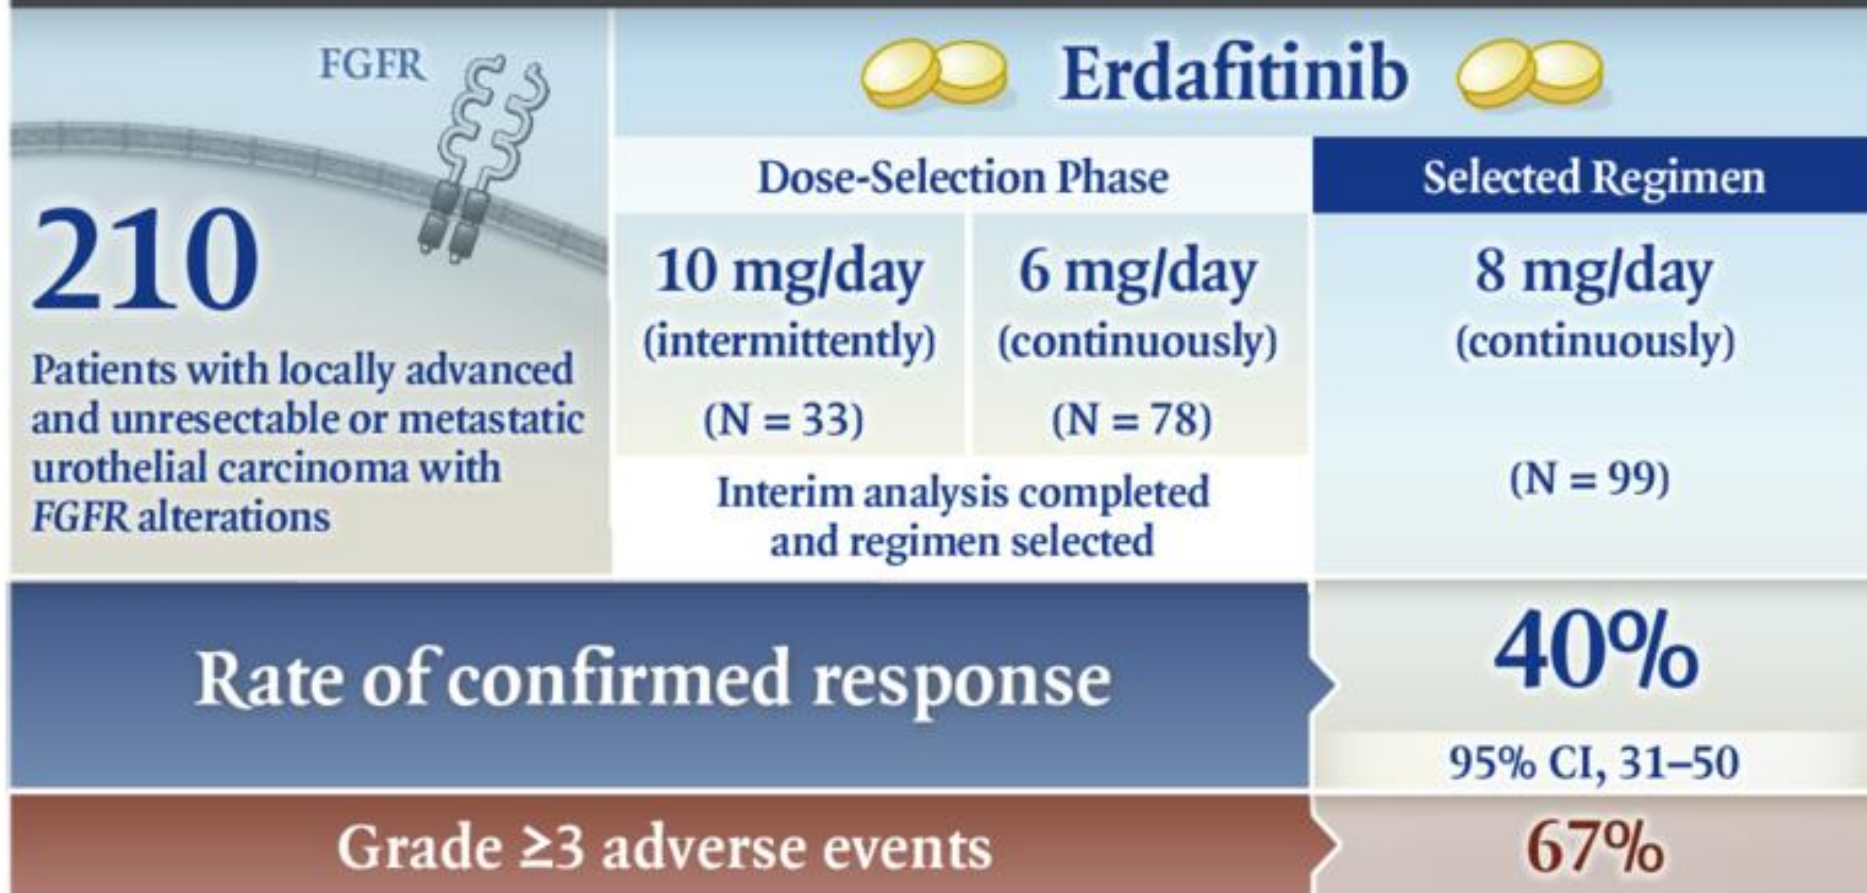 FGFR
210
Patients with locally advanced
and unresectable or metastatic
urothelial carcinoma with
FGFR alterations
Erdafitinib
Dose-Selection Phase
Selected Regimen
10 mg/day
(intermittently)
(N = 33)
6 mg/day
(continuously)
(N = 78)
Interim analysis completed
and regimen selected
8 mg/day
(continuously)
(N = 99)
Rate of confirmed response
40%
95% CI, 31–50
Grade ≥3 adverse events
67%